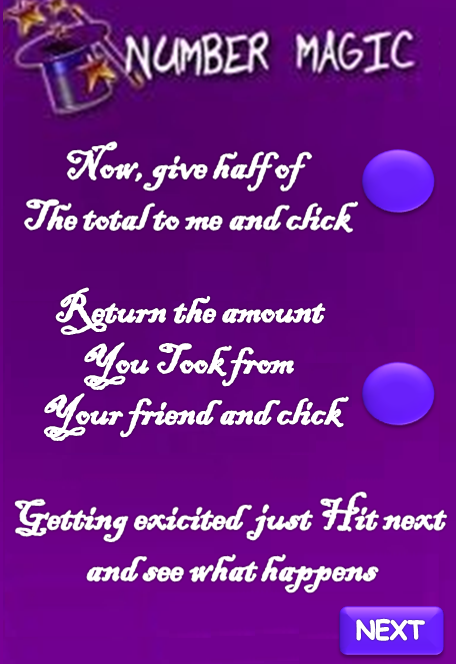 NUMBER MAGIC
Now, give half of
The total to me and click
Return the amount
You Took from
Your friend and click
Getting exicited just Hit next
and see what happens
NEXT